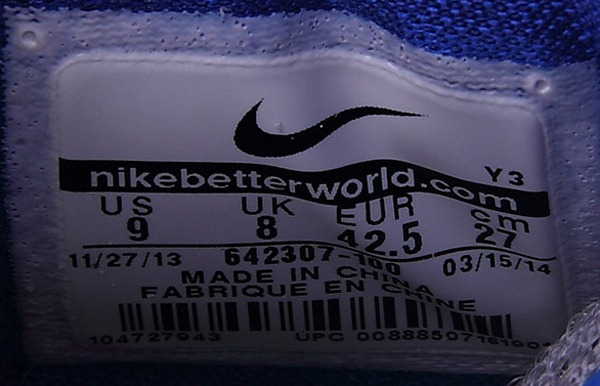 nikebetterworld.com Y3
US UK EUR cm
9 8 42.5 27
11/27/13 642307-100 03/15/14
MADE IN CHINA
FABRIQUE EN CHINE
104727943 UPC